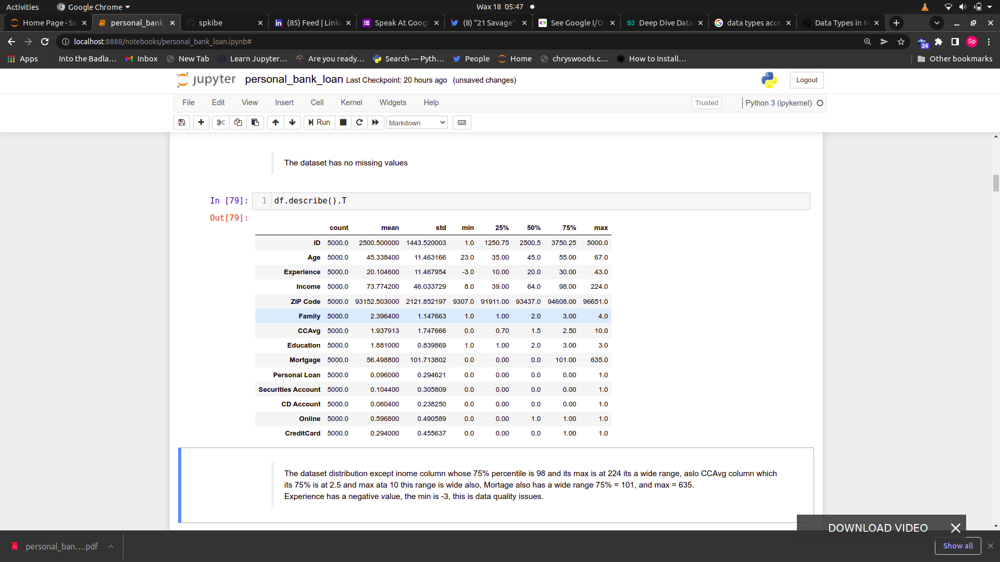 Activities Google Chrome Wax 18 05:47
Home Page - Se personal_bank_ spkibe (85) Feed | Linke Speak At Googl (8) "21 Savage" See Google I/O Deep Dive Data data types acce Data Types in M
localhost:8888/notebooks/personal_bank_loan.ipynb# 24 Sp
Apps Into the Badla... Inbox New Tab Learn Jupyter... Are you ready... Search — Pyth... People Home chryswoods.c... How to Install... Other bookmarks
jupyter personal_bank_loan Last Checkpoint: 20 hours ago (unsaved changes) Logout
File Edit View Insert Cell Kernel Widgets Help Trusted Python 3 (ipykernel)
Run Markdown
The dataset has no missing values
In [79]: 1 df.describe().T
Out[79]:
count mean std min 25% 50% 75% max
ID 5000.0 2500.500000 1443.520003 1.0 1250.75 2500.5 3750.25 5000.0
Age 5000.0 45.338400 11.463166 23.0 35.00 45.0 55.00 67.0
Experience 5000.0 20.104600 11.467954 -3.0 10.00 20.0 30.00 43.0
Income 5000.0 73.774200 46.033729 8.0 39.00 64.0 98.00 224.0
ZIP Code 5000.0 93152.503000 2121.852197 9307.0 91911.00 93437.0 94608.00 96651.0
Family 5000.0 2.396400 1.147663 1.0 1.00 2.0 3.00 4.0
CCAvg 5000.0 1.937913 1.747666 0.0 0.70 1.5 2.50 10.0
Education 5000.0 1.881000 0.839869 1.0 1.00 2.0 3.00 3.0
Mortgage 5000.0 56.498800 101.713802 0.0 0.00 0.0 101.00 635.0
Personal Loan 5000.0 0.096000 0.294621 0.0 0.00 0.0 0.00 1.0
Securities Account 5000.0 0.104400 0.305809 0.0 0.00 0.0 0.00 1.0
CD Account 5000.0 0.060400 0.238250 0.0 0.00 0.0 0.00 1.0
Online 5000.0 0.596800 0.490589 0.0 0.00 1.0 1.00 1.0
CreditCard 5000.0 0.294000 0.455637 0.0 0.00 0.0 1.00 1.0
The dataset distribution except inome column whose 75% percentile is 98 and its max is at 224 its a wide range, aslo CCAvg column which
its 75% is at 2.5 and max ata 10 this range is wide also, Mortage also has a wide range 75% = 101, and max = 635.
Experience has a negative value, the min is -3, this is data quality issues.
DOWNLOAD VIDEO
personal_ban....pdf Show all